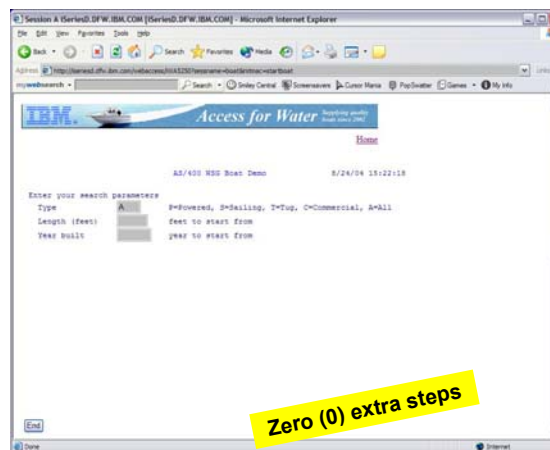 Session A iSeriesD.DFW.IBM.COM [iSeriesD.DFW.IBM.COM] - Microsoft Internet Explorer
File Edit View Favorites Tools Help
Back Search Favorites Media
Address
mywebsearch Search Smiley Central Screensavers Cursor Mania PopSwatter Games My Info
IBM. Access for Water
Home
AS/400 HSG Boat Demo 8/24/04 15:22:18
Enter your search parameters
Type A P=Powered, S=Sailing, T=Tug, C=Commercial, A=All
Length (feet) feet to start from
Year built year to start from
Zero (0) extra steps
End
Done Internet